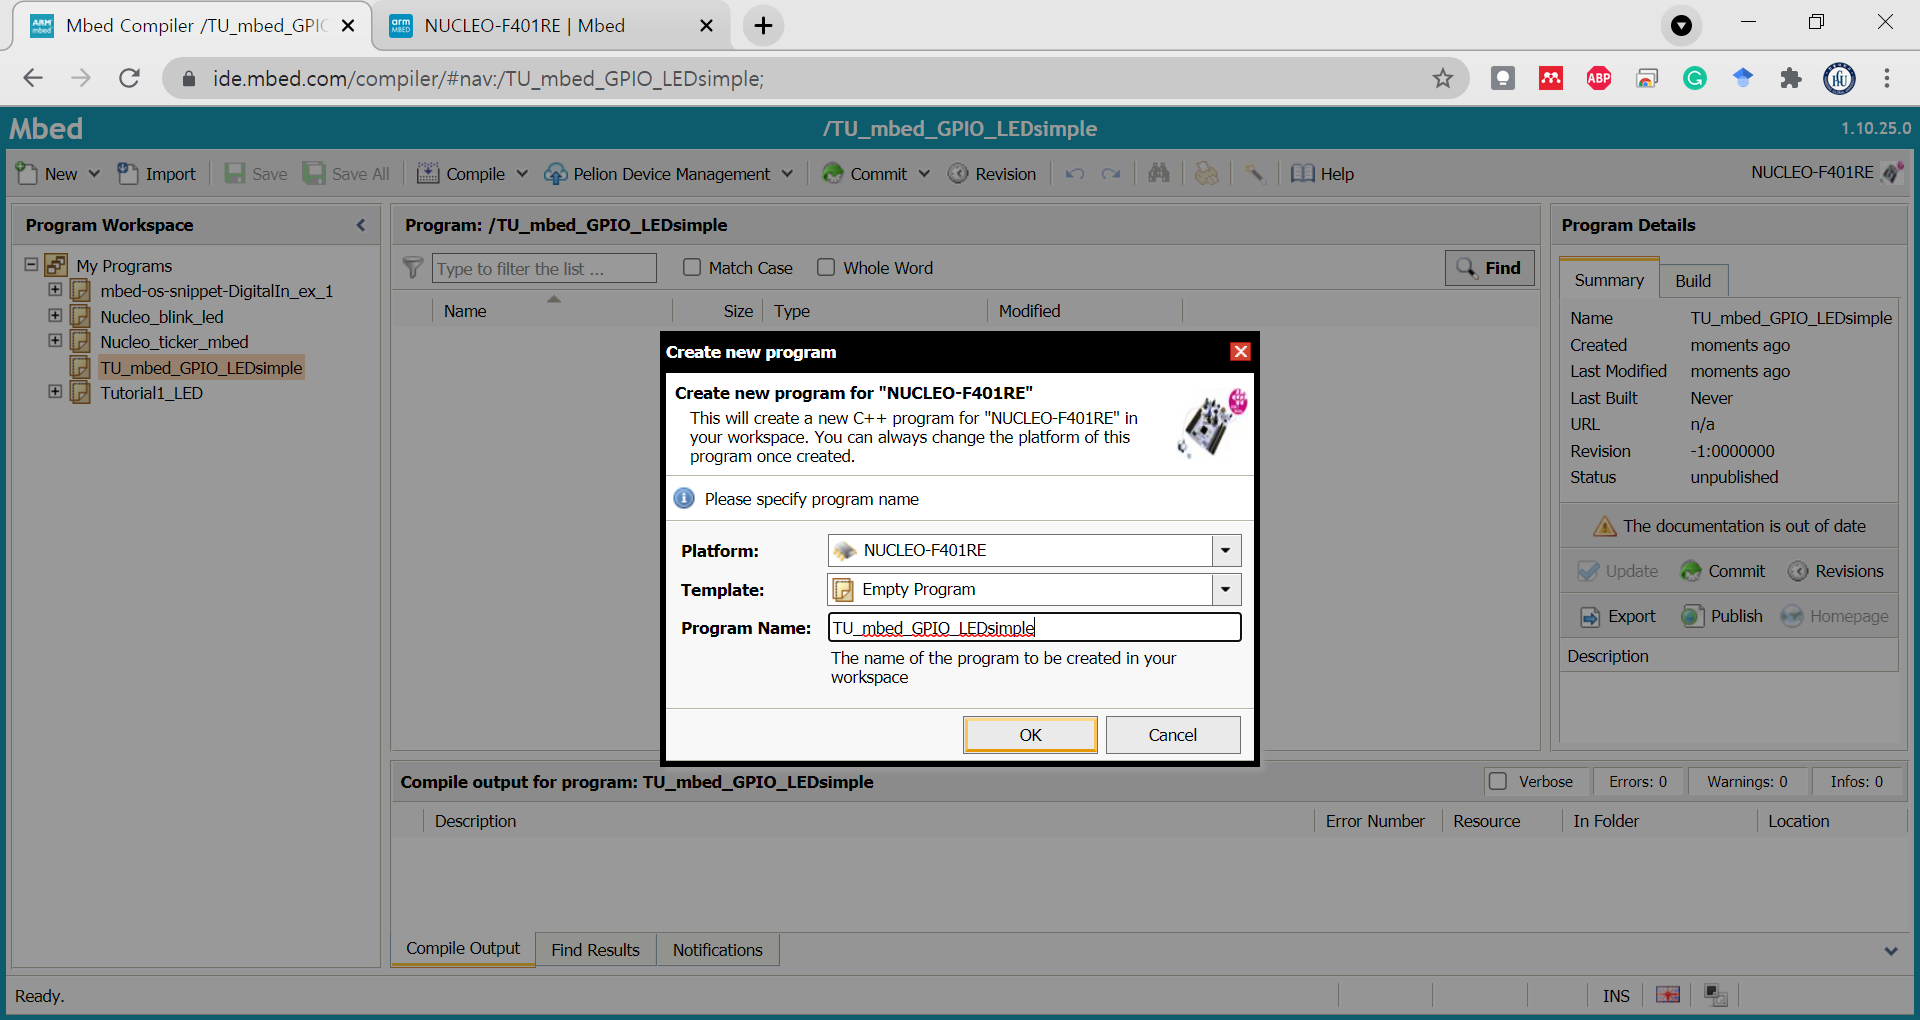 Mbed Compiler /TU_mbed_GPIO
NUCLEO-F401RE | Mbed
ide.mbed.com/compiler/#nav:/TU_mbed_GPIO_LEDsimple;
ABP
Mbed
/TU_mbed_GPIO_LEDsimple
1.10.25.0
New
Import
Save
Save All
Compile
Pelion Device Management
Commit
Revision
Help
NUCLEO-F401RE
Program Workspace
My Programs
mbed-os-snippet-DigitalIn_ex_1
Nucleo_blink_led
Nucleo_ticker_mbed
TU_mbed_GPIO_LEDsimple
Tutorial1_LED
Program: /TU_mbed_GPIO_LEDsimple
Type to filter the list ...
Match Case
Whole Word
Find
Name
Size
Type
Modified
Create new program
Create new program for "NUCLEO-F401RE"
This will create a new C++ program for "NUCLEO-F401RE" in
your workspace. You can always change the platform of this
program once created.
Please specify program name
Platform: NUCLEO-F401RE
Template: Empty Program
Program Name: TU_mbed_GPIO_LEDsimple
The name of the program to be created in your
workspace
OK
Cancel
Program Details
Summary
Build
Name TU_mbed_GPIO_LEDsimple
Created moments ago
Last Modified moments ago
Last Built Never
URL n/a
Revision -1:0000000
Status unpublished
The documentation is out of date
Update
Commit
Revisions
Export
Publish
Homepage
Description
Compile output for program: TU_mbed_GPIO_LEDsimple
Verbose
Errors: 0
Warnings: 0
Infos: 0
Description
Error Number
Resource
In Folder
Location
Compile Output
Find Results
Notifications
Ready.
INS